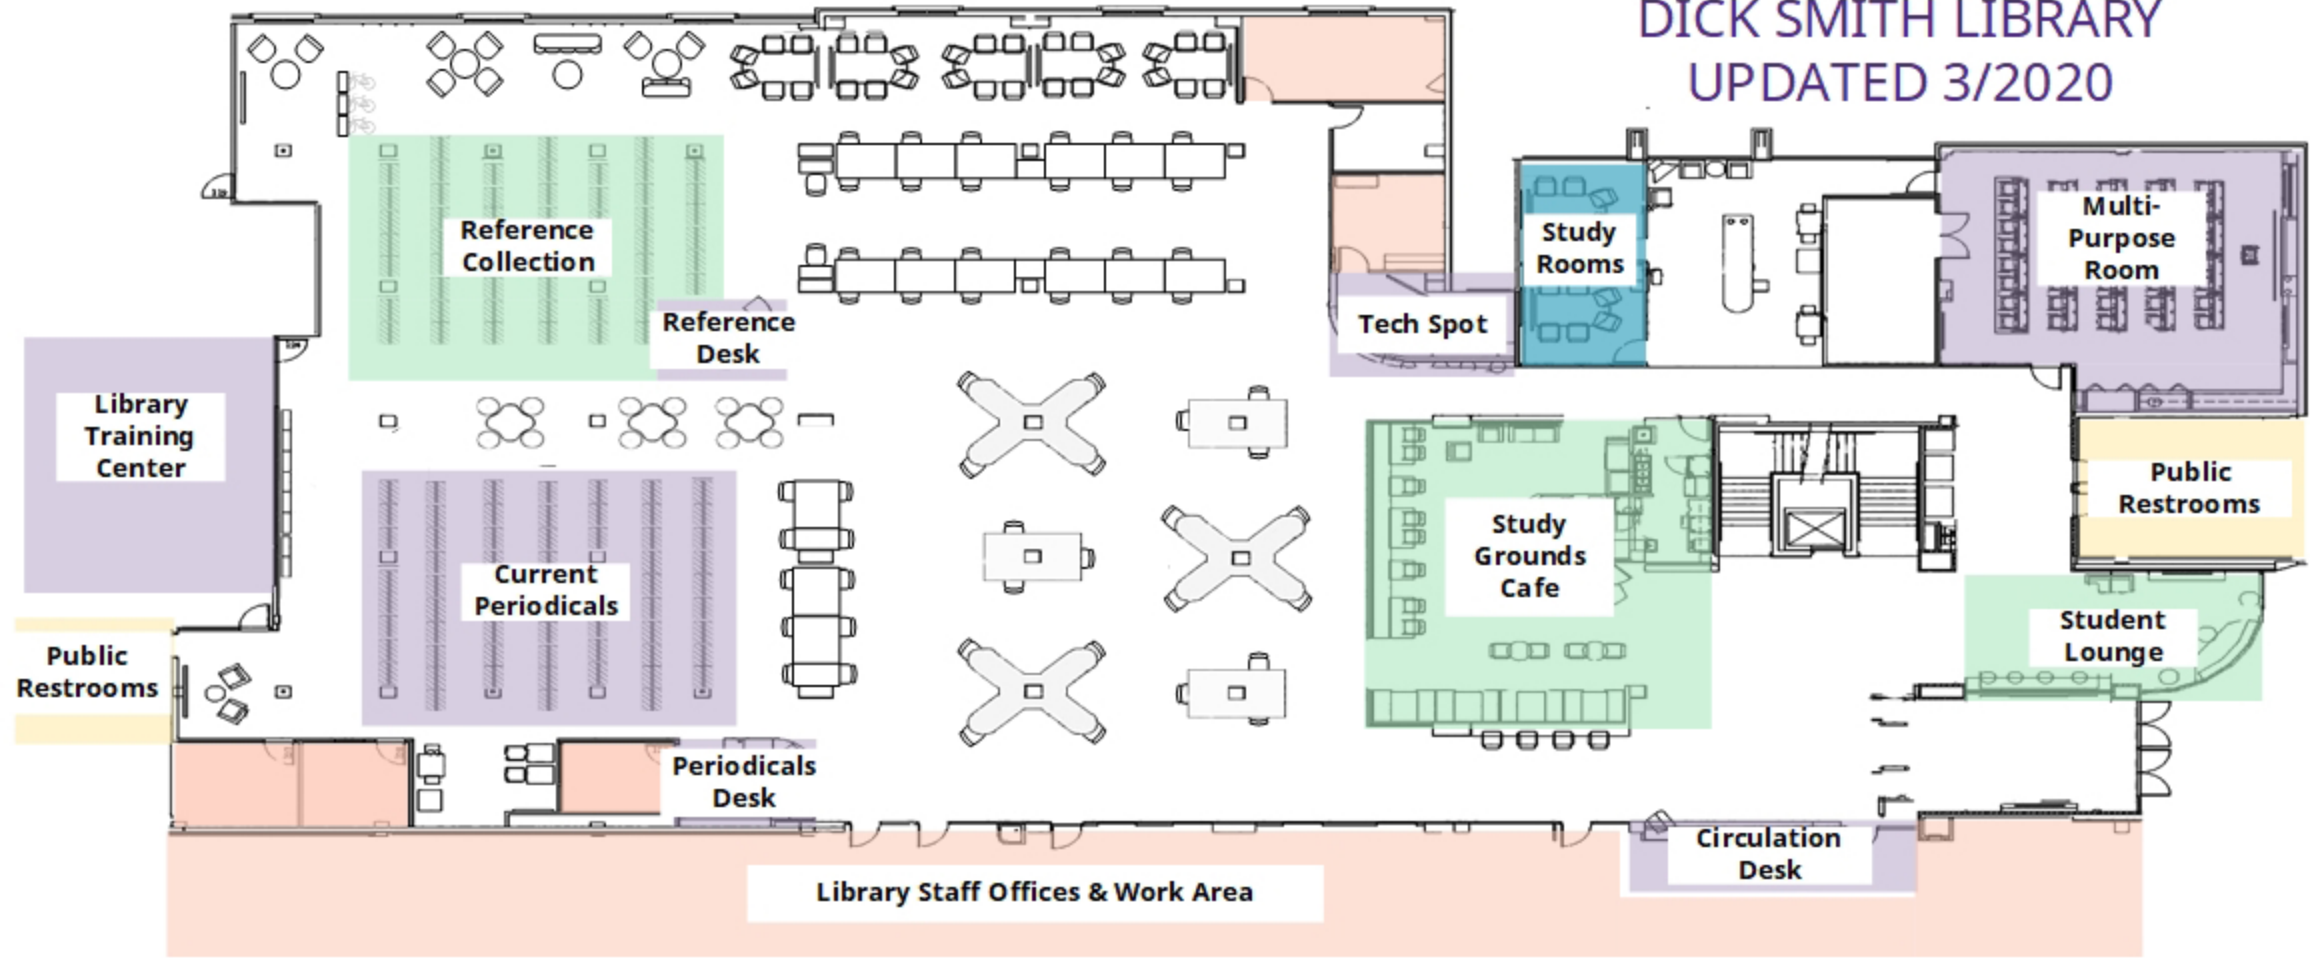 DICK SMITH LIBRARY
UPDATED 3/2020
Reference
Collection
Reference
Desk
Study
Rooms
Multi-
Purpose
Room
Tech Spot
Library
Training
Center
Current
Periodicals
Study
Grounds
Cafe
Public
Restrooms
Student
Lounge
Public
Restrooms
Periodicals
Desk
Circulation
Desk
Library Staff Offices & Work Area